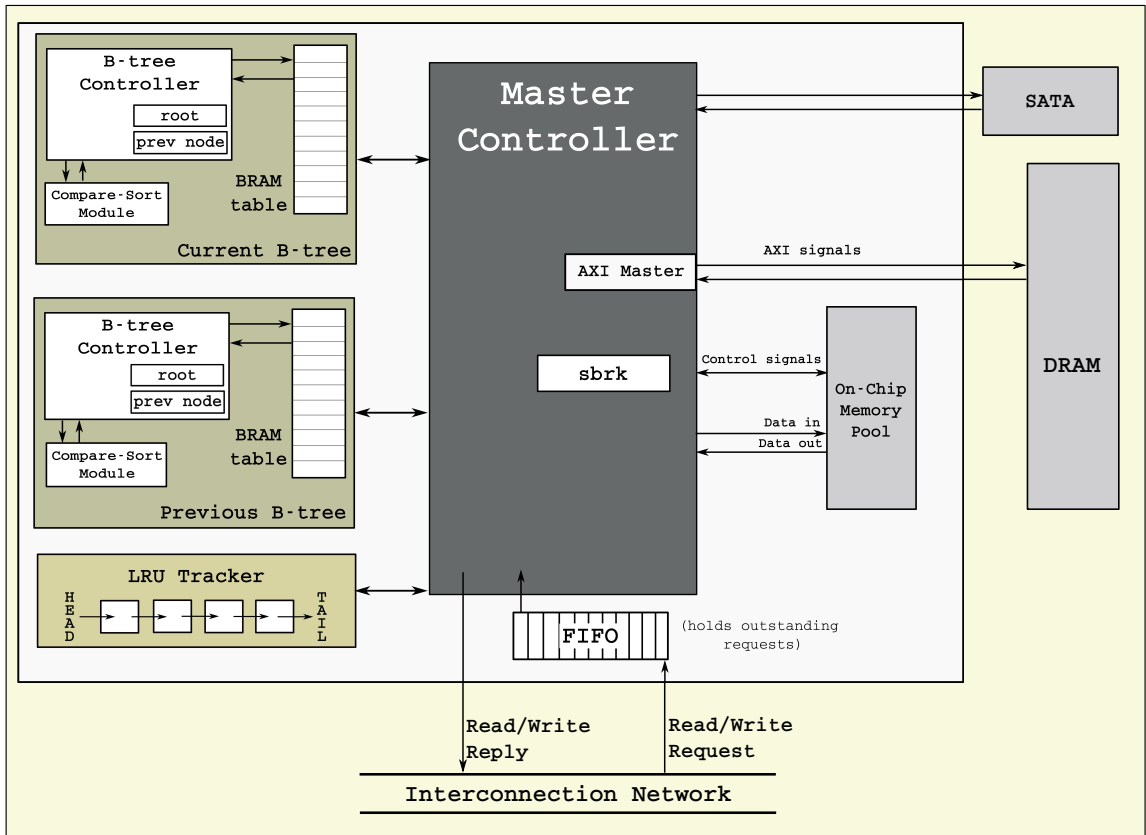 B-tree
Controller
root
prev node
Compare-Sort
Module
BRAM
table
Current B-tree
B-tree
Controller
root
prev node
Compare-Sort
Module
BRAM
table
Previous B-tree
LRU Tracker
HEAD
TAIL
Master
Controller
AXI Master
sbrk
FIFO
(holds outstanding
requests)
AXI signals
Control signals
Data in
Data out
On-Chip
Memory
Pool
SATA
DRAM
Read/Write
Reply
Read/Write
Request
Interconnection Network